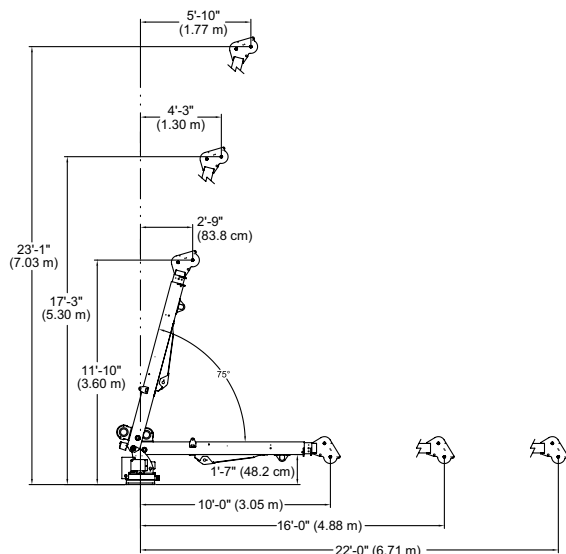 5'-10"
(1.77 m)
4'-3"
(1.30 m)
2'-9"
(83.8 cm)
23'-1"
(7.03 m)
17'-3"
(5.30 m)
11'-10"
(3.60 m)
75°
1'-7" (48.2 cm)
10'-0" (3.05 m)
16'-0" (4.88 m)
22'-0" (6.71 m)